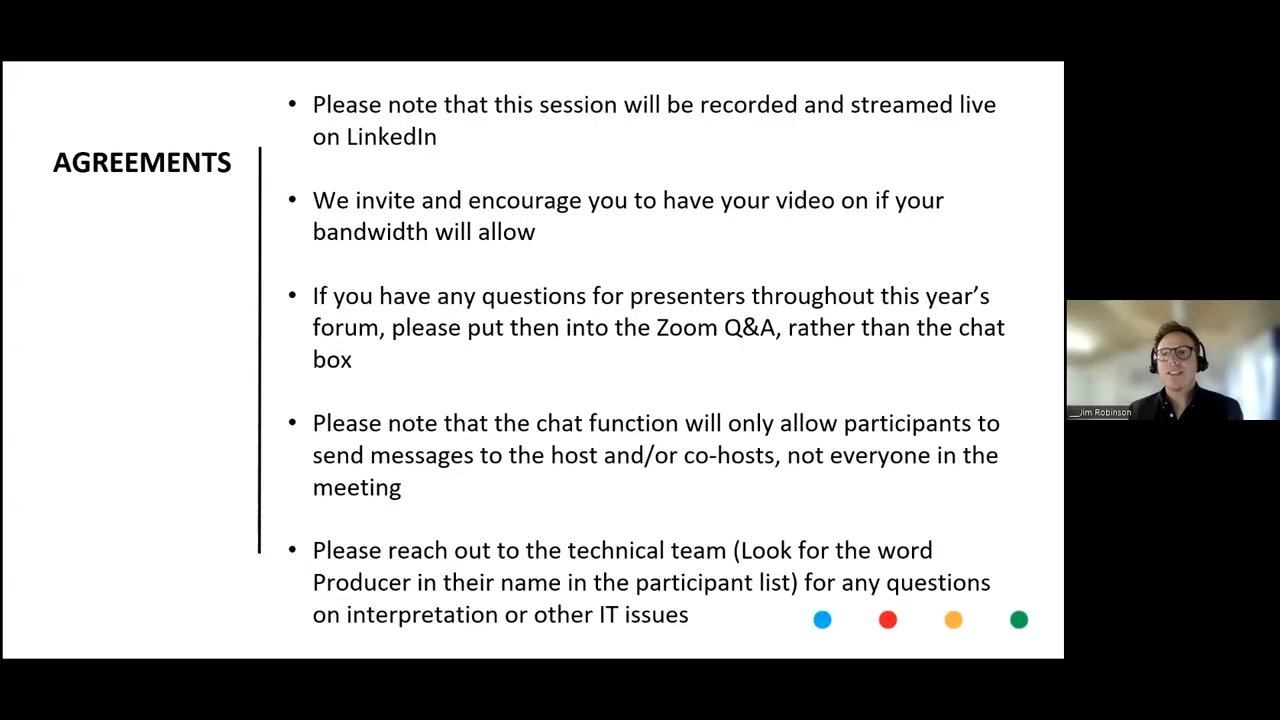 AGREEMENTS
• Please note that this session will be recorded and streamed live
on LinkedIn
• We invite and encourage you to have your video on if your
bandwidth will allow
• If you have any questions for presenters throughout this year’s
forum, please put then into the Zoom Q&A, rather than the chat
box
• Please note that the chat function will only allow participants to
send messages to the host and/or co-hosts, not everyone in the
meeting
• Please reach out to the technical team (Look for the word
Producer in their name in the participant list) for any questions
on interpretation or other IT issues
__Jim Robinson